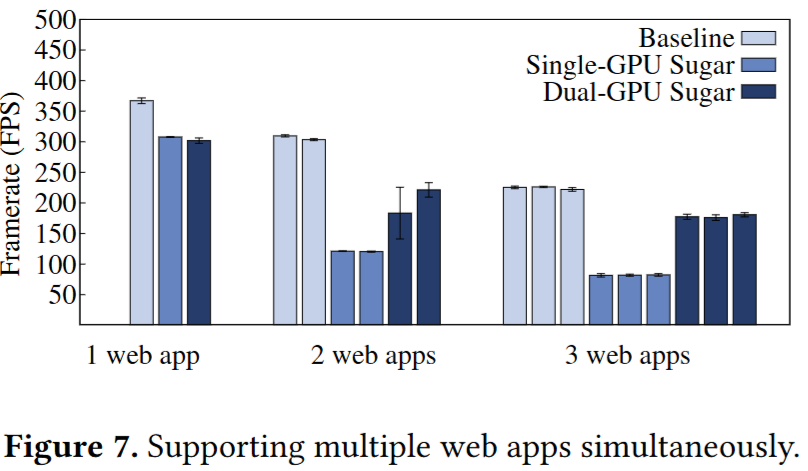 500
450
400
350
300
250
200
150
100
50
Framerate (FPS)
Baseline
Single-GPU Sugar
Dual-GPU Sugar
1 web app
2 web apps
3 web apps
Figure 7. Supporting multiple web apps simultaneously.